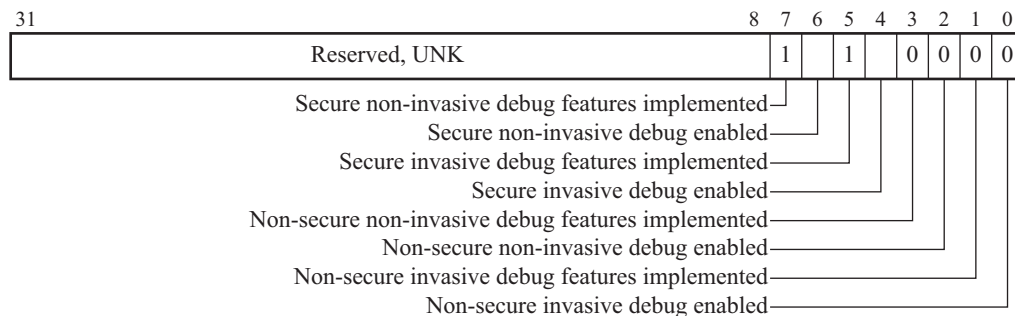 31 8 7 6 5 4 3 2 1 0
Reserved, UNK 1 1 0 0 0 0
Secure non-invasive debug features implemented
Secure non-invasive debug enabled
Secure invasive debug features implemented
Secure invasive debug enabled
Non-secure non-invasive debug features implemented
Non-secure non-invasive debug enabled
Non-secure invasive debug features implemented
Non-secure invasive debug enabled